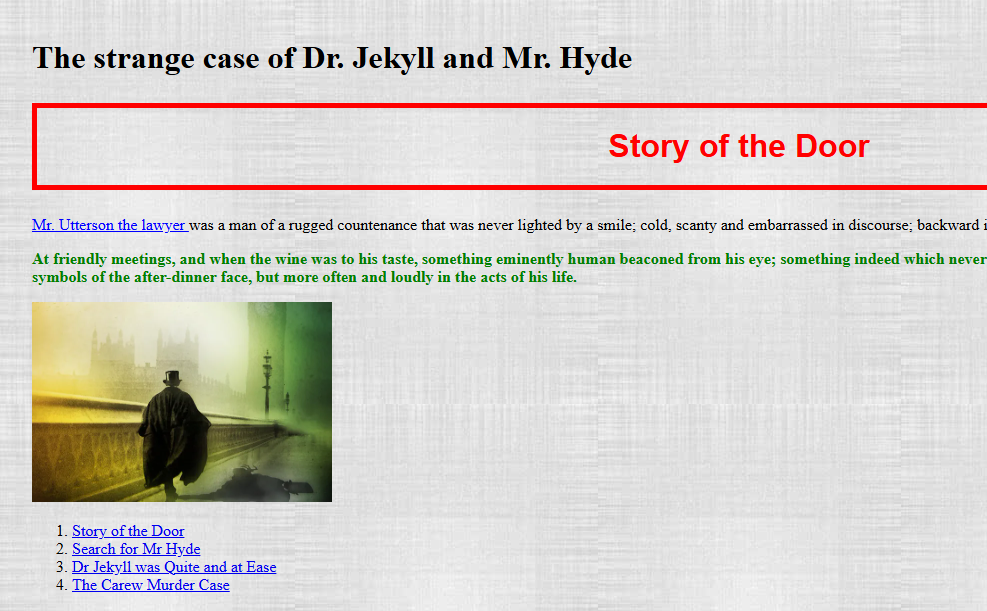 The strange case of Dr. Jekyll and Mr. Hyde
Story of the Door
Mr. Utterson the lawyer was a man of a rugged countenance that was never lighted by a smile; cold, scanty and embarrassed in discourse; backward i
At friendly meetings, and when the wine was to his taste, something eminently human beaconed from his eye; something indeed which never
symbols of the after-dinner face, but more often and loudly in the acts of his life.
1. Story of the Door
2. Search for Mr Hyde
3. Dr Jekyll was Quite and at Ease
4. The Carew Murder Case